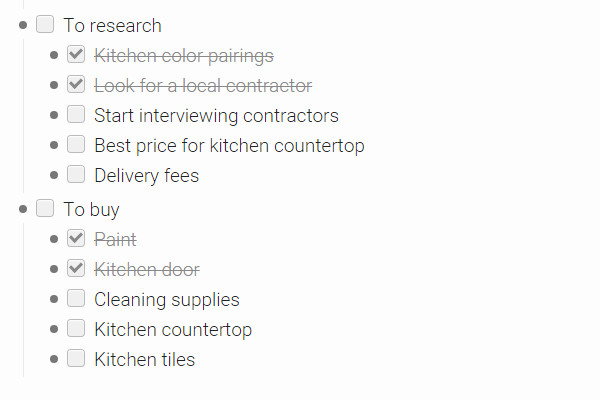 To research
Kitchen color pairings
Look for a local contractor
Start interviewing contractors
Best price for kitchen countertop
Delivery fees
To buy
Paint
Kitchen door
Cleaning supplies
Kitchen countertop
Kitchen tiles